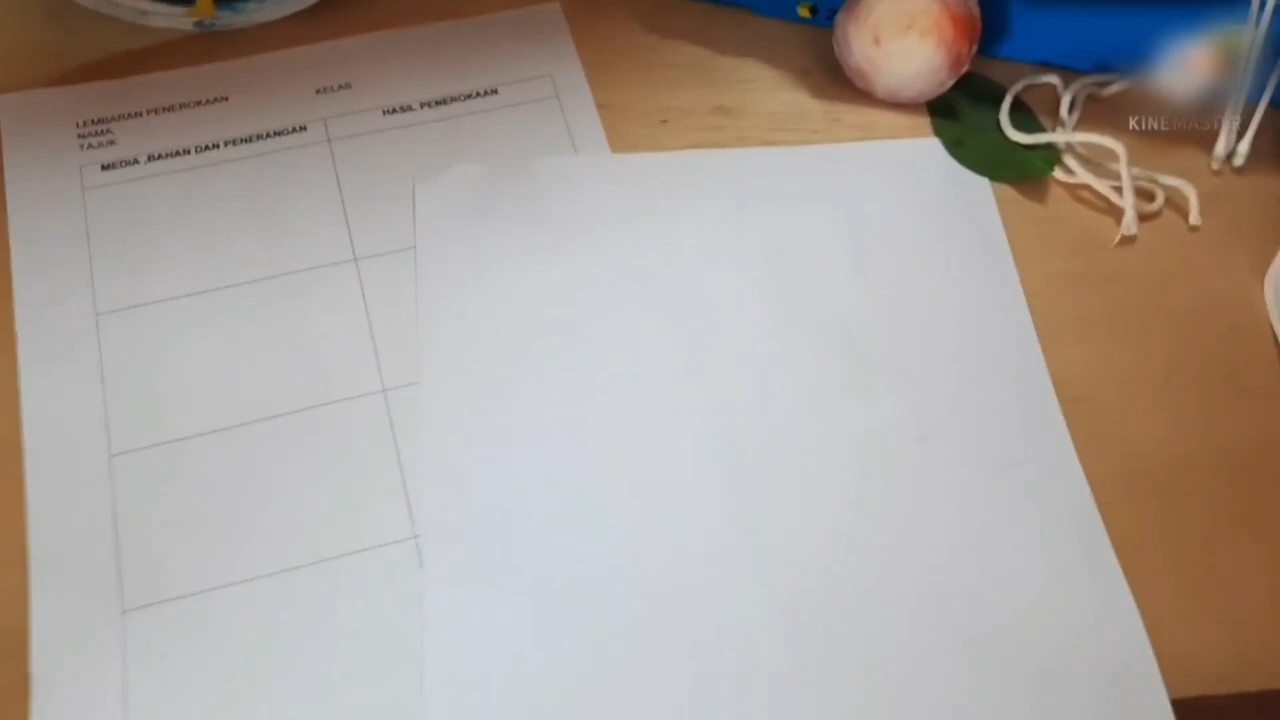 LEMBARAN PENEROKAAN KELAS
NAMA
TAJUK
MEDIA ,BAHAN DAN PENERANGAN HASIL PENEROKAAN
KINEMASTER